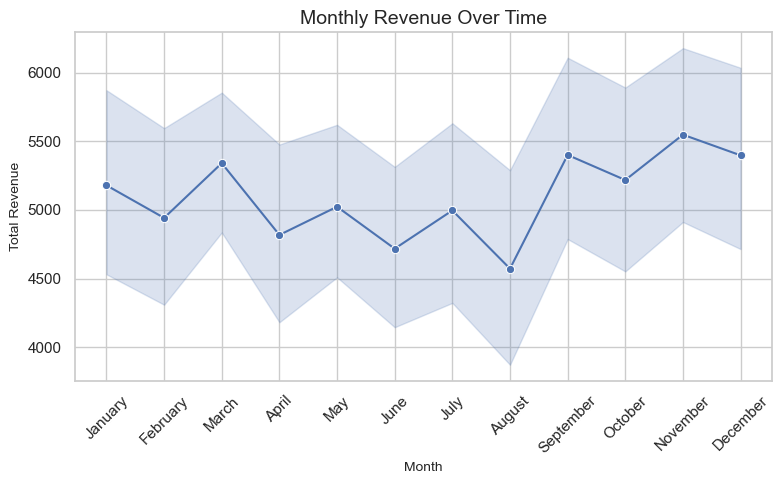 Monthly Revenue Over Time
Total Revenue
6000
5500
5000
4500
4000
January
February
March
April
May
June
July
August
September
October
November
December
Month